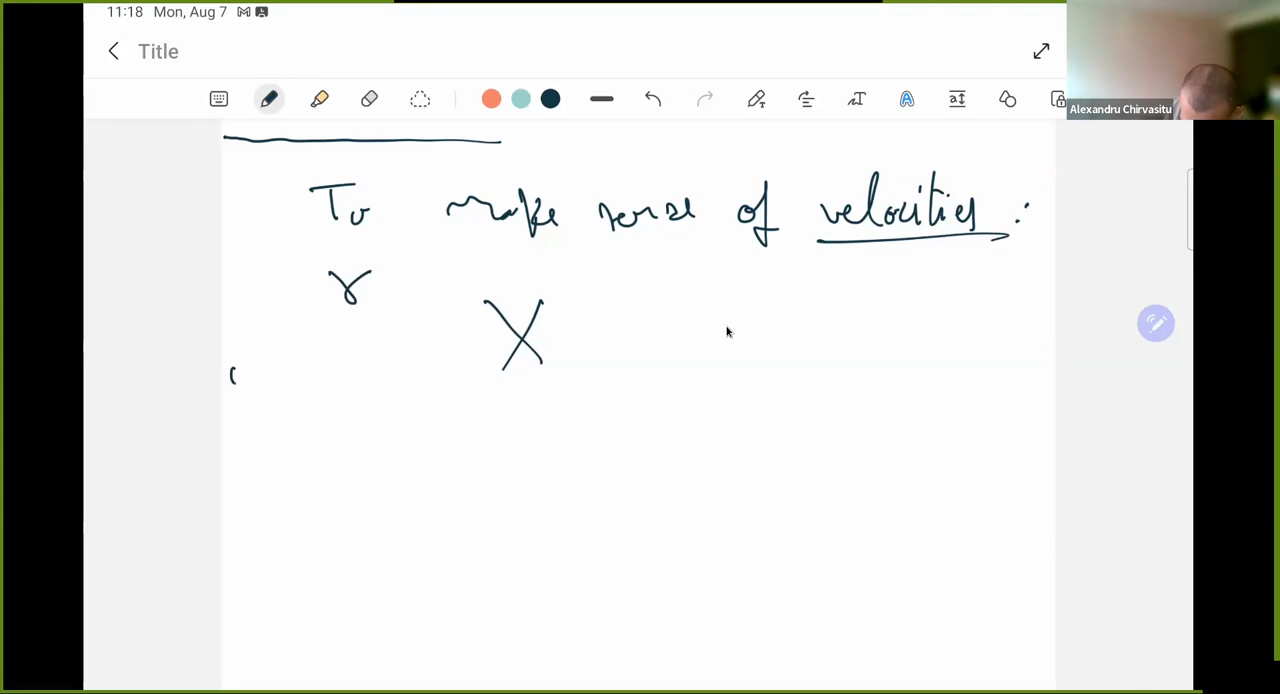 11:18 Mon, Aug 7
Title
Alexandru Chirvasitu
To make sense of velocities :
γ X
(